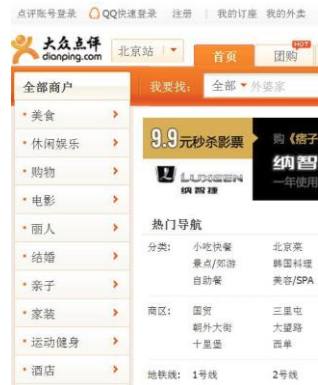 点评账号登录 QQ快速登录 注册 | 我的订座 我的外卖
大众点评 dianping.com 北京站 首页 团购 HOT
全部商户 我要找: 全部 外婆家
美食
休闲娱乐
购物
电影
丽人
结婚
亲子
家装
运动健身
酒店
9.9元秒杀影票 购《痞子
LUXGEN 纳智
纳智捷 一年使用
热门导航
分类: 小吃快餐 北京菜
景点/郊游 韩国料理
自助餐 美容/SPA
商区: 国贸 三里屯
朝外大街 大望路
十里堡 西单
地铁线: 1号线 2号线